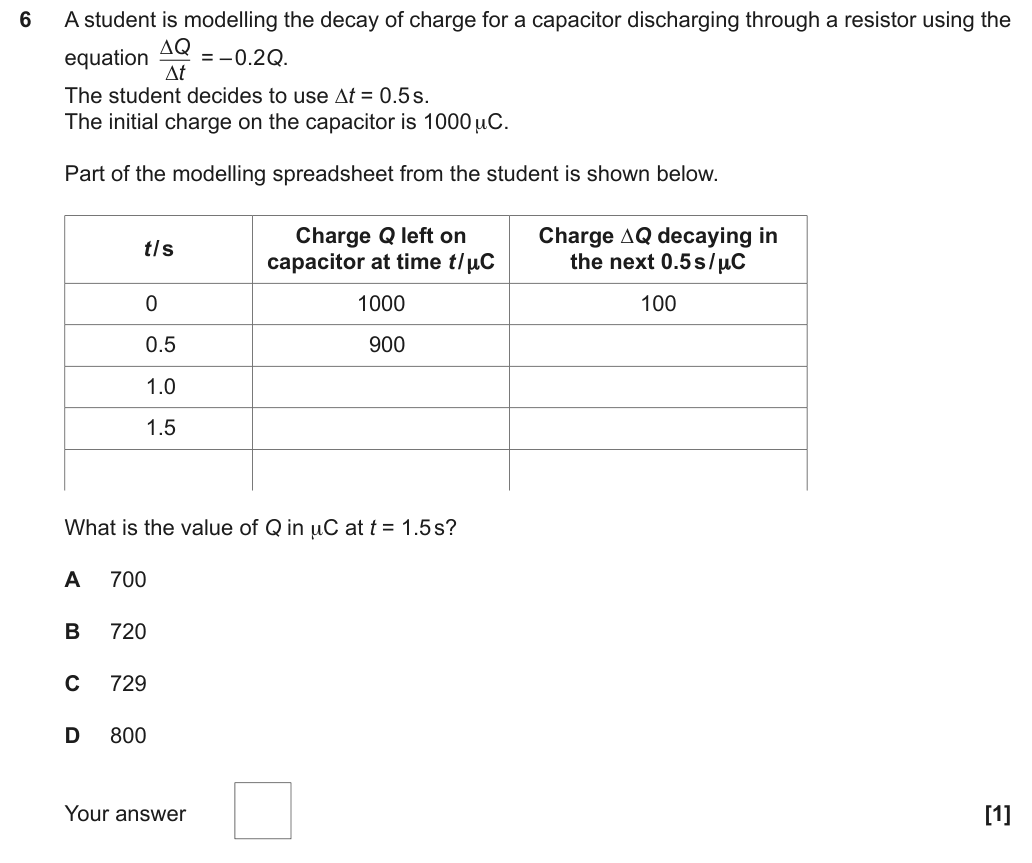 6 A student is modelling the decay of charge for a capacitor discharging through a resistor using the
equation ΔQ/Δt = −0.2Q.
The student decides to use Δt = 0.5 s.
The initial charge on the capacitor is 1000 μC.
Part of the modelling spreadsheet from the student is shown below.
t/s Charge Q left on capacitor at time t/μC Charge ΔQ decaying in the next 0.5 s/μC
0 1000 100
0.5 900
1.0
1.5
What is the value of Q in μC at t = 1.5 s?
A 700
B 720
C 729
D 800
Your answer [1]